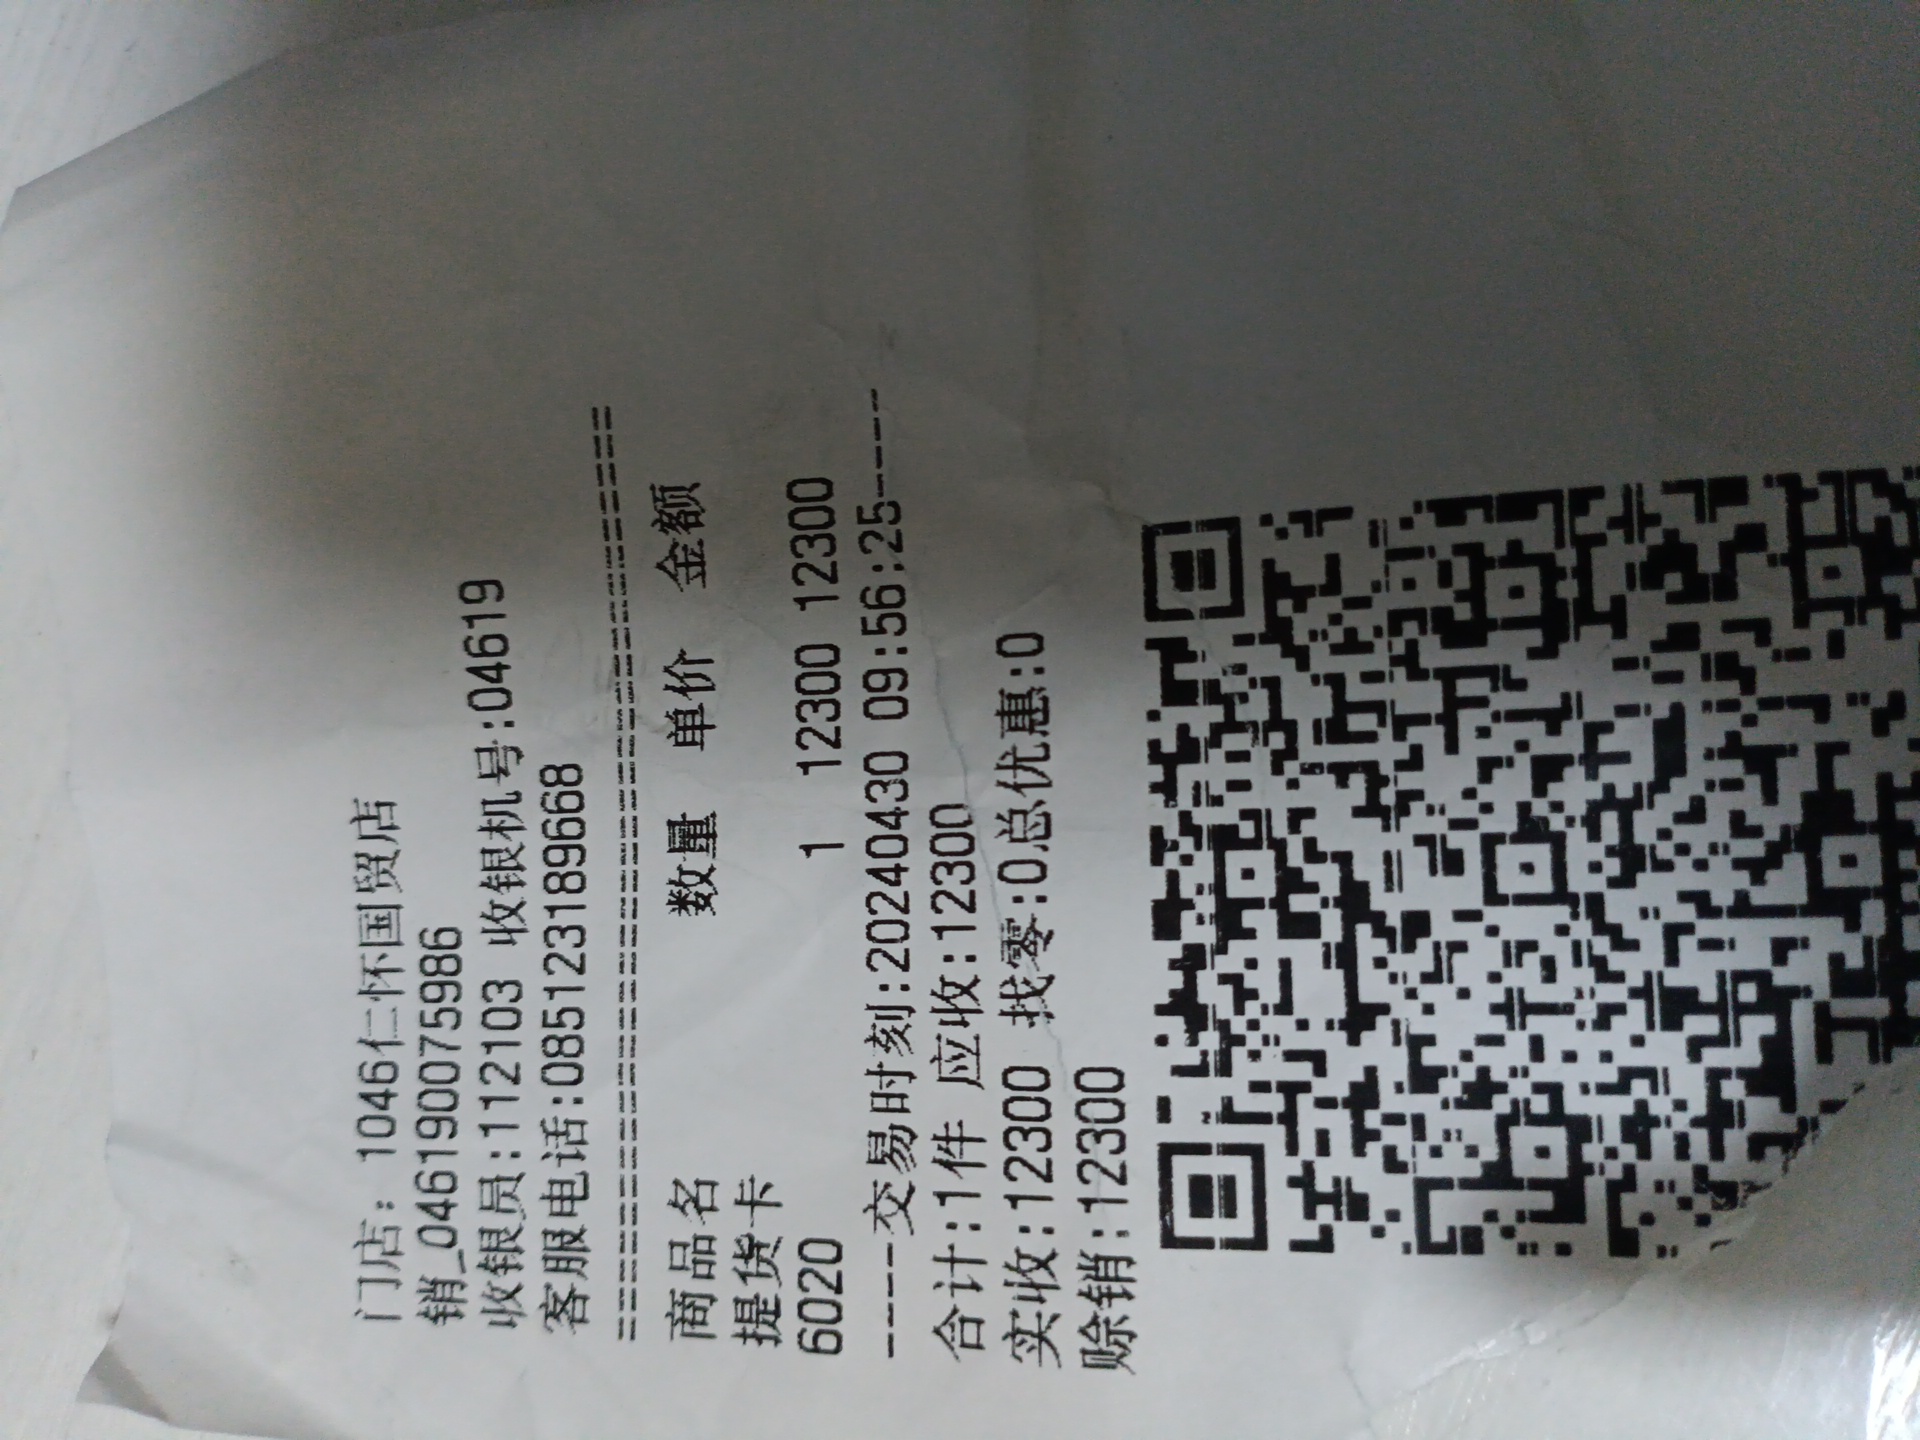 门店: 1046仁怀国贸店
销_046190075986
收银员:112103 收银机号:04619
客服电话:085123189668
===================================
商品名 数量 单价 金额
提货卡
6020 1 12300 12300
----交易时刻:20240430 09:56:25----
合计:1件 应收:12300
实收:12300 找零:0总优惠:0
赊销:12300